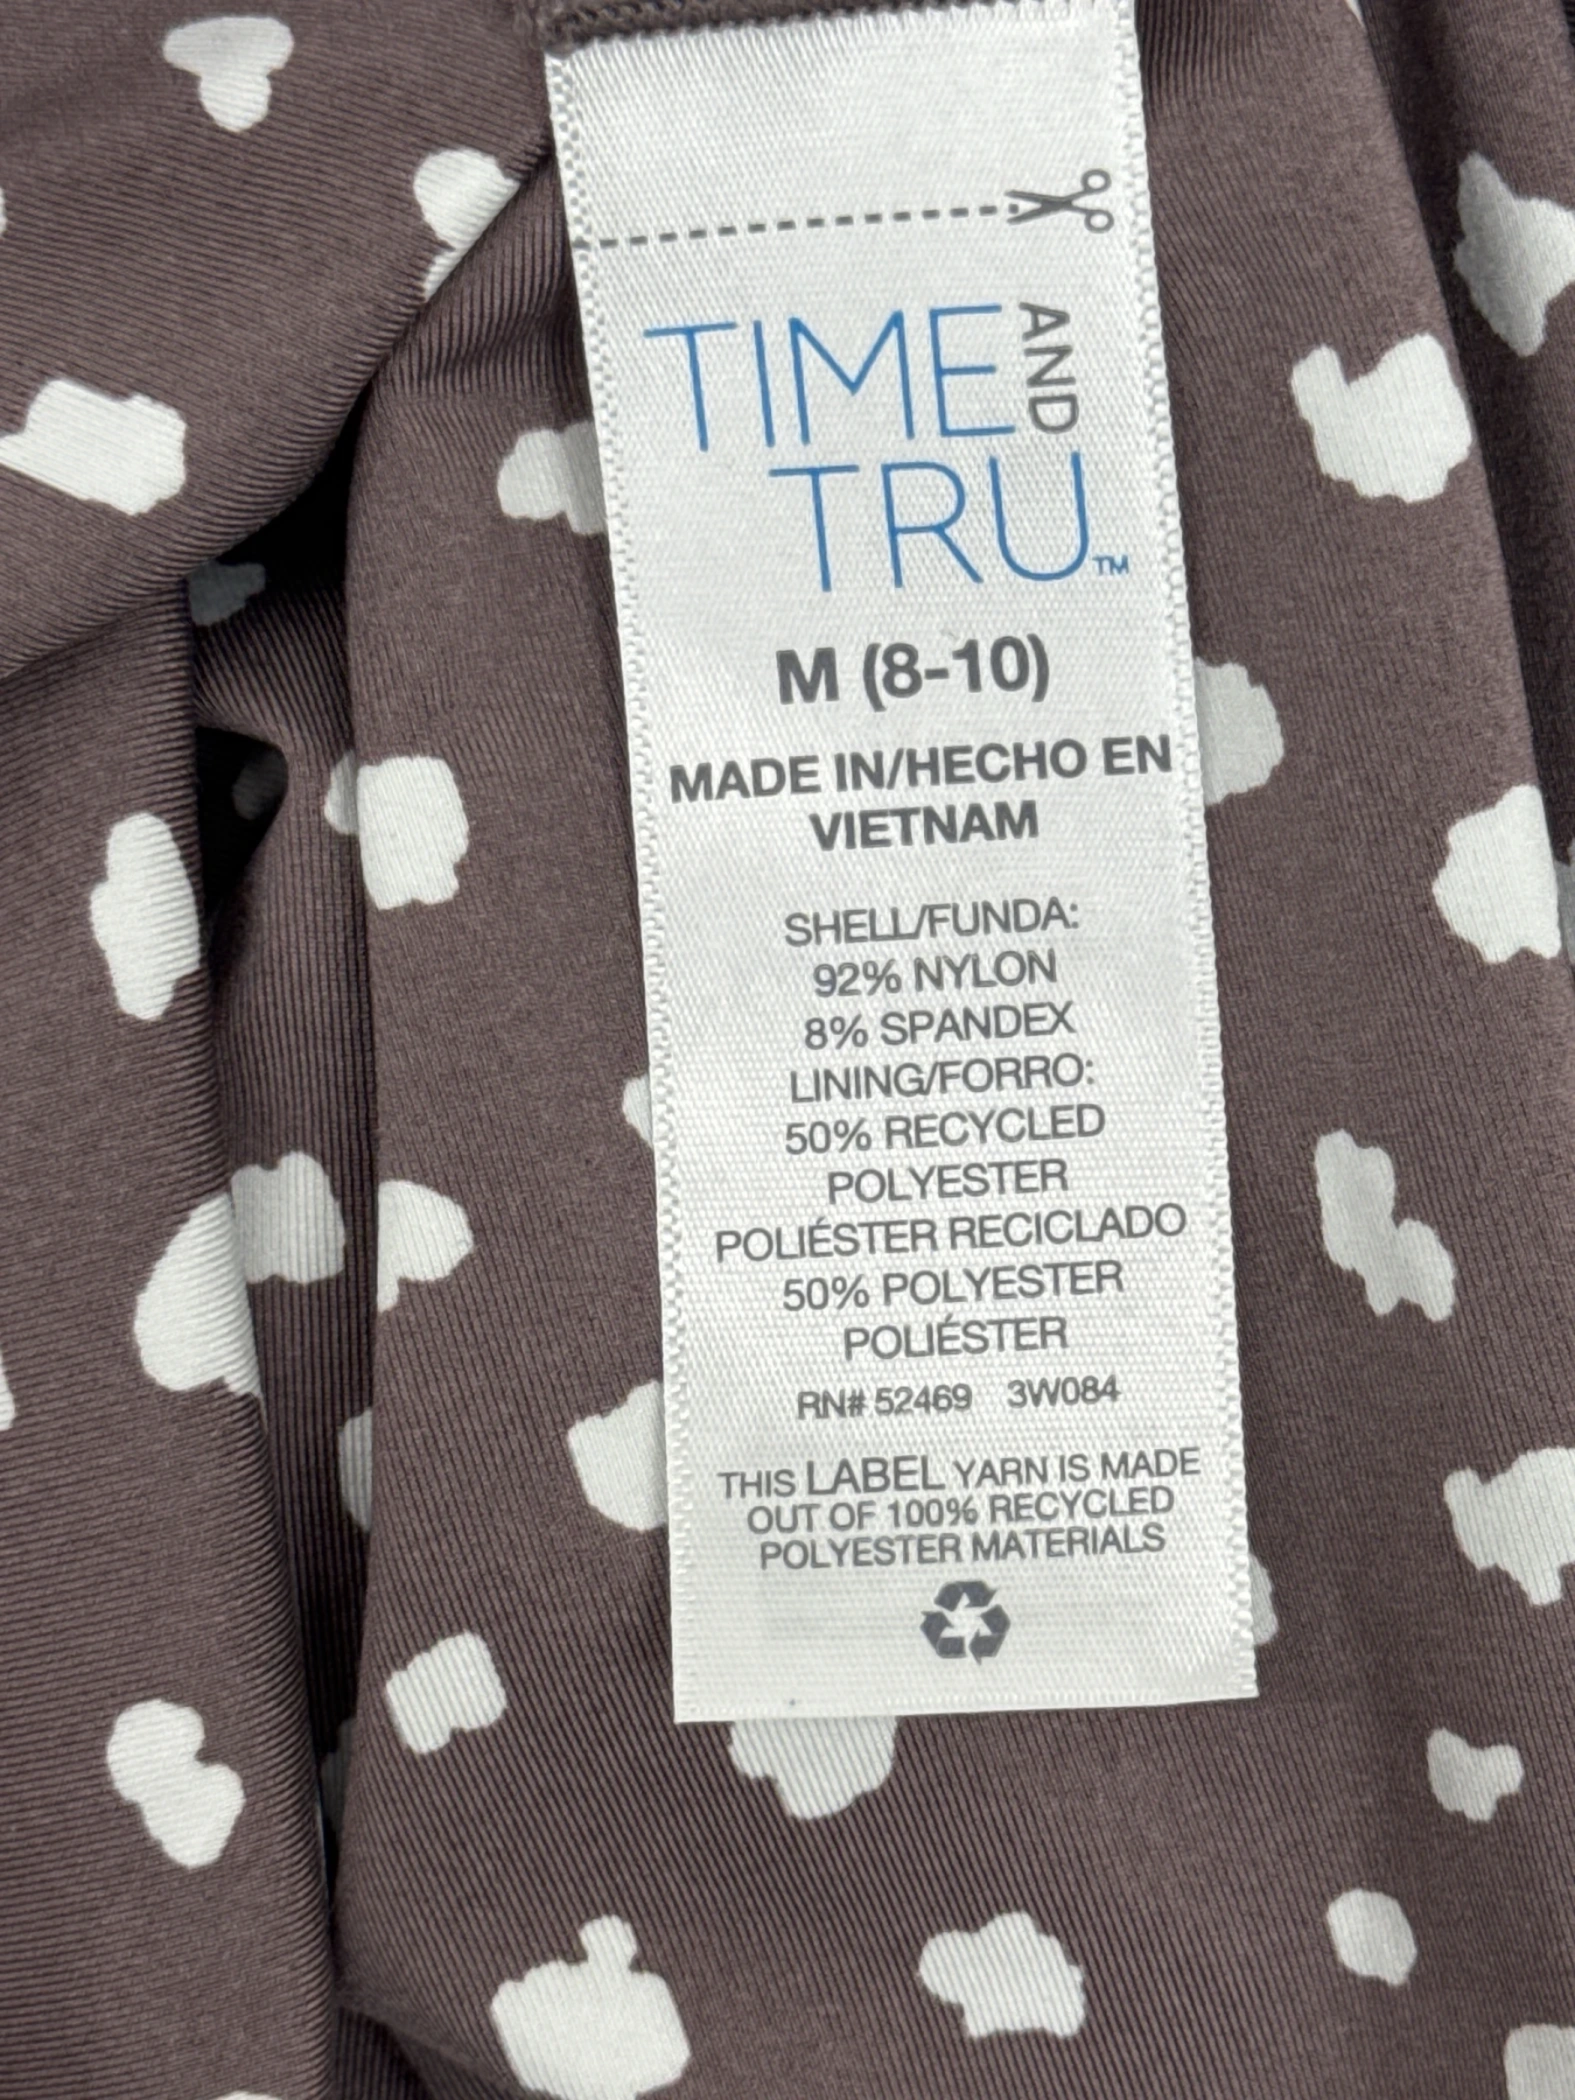 TIME AND
TRU™
M (8-10)
MADE IN/HECHO EN
VIETNAM
SHELL/FUNDA:
92% NYLON
8% SPANDEX
LINING/FORRO:
50% RECYCLED
POLYESTER
POLIÉSTER RECICLADO
50% POLYESTER
POLIÉSTER
RN# 52469 3W084
THIS LABEL YARN IS MADE
OUT OF 100% RECYCLED
POLYESTER MATERIALS